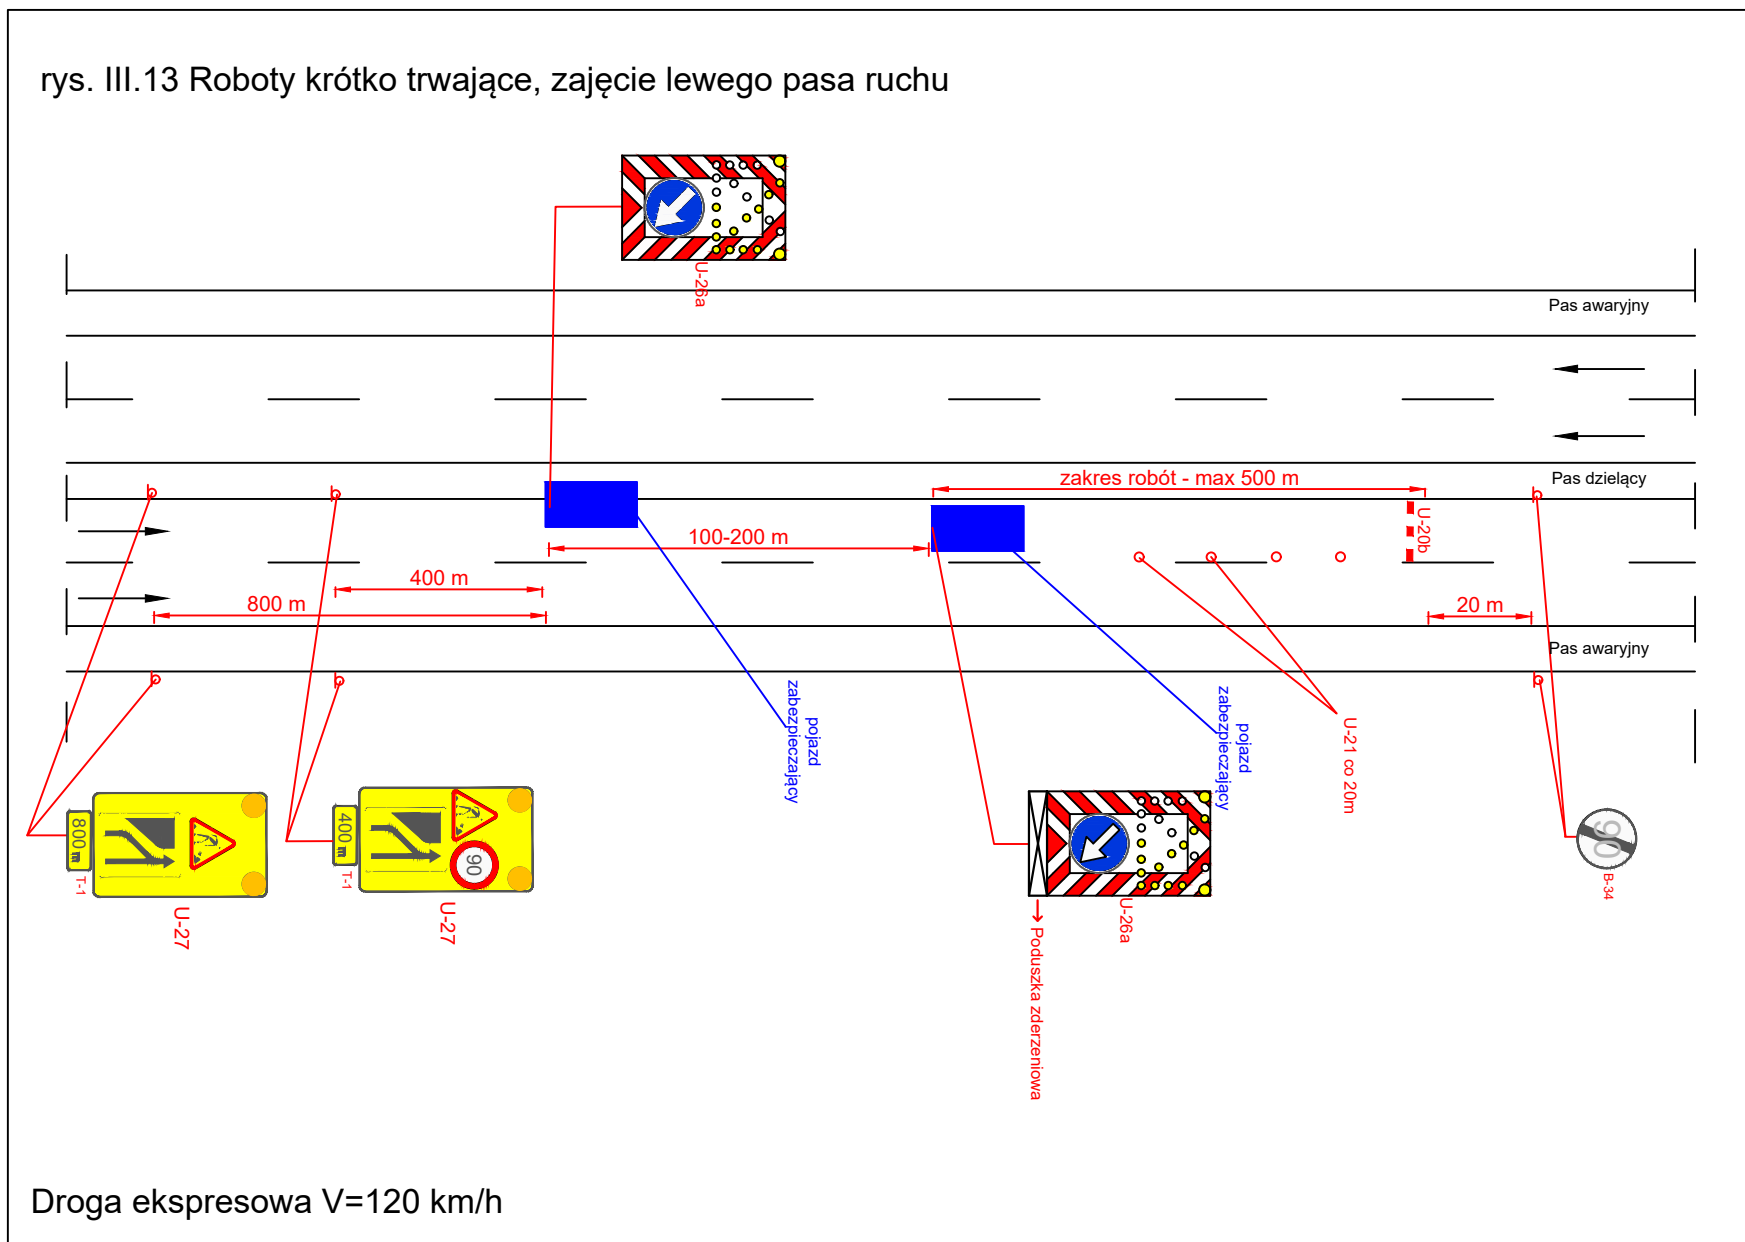 rys. III.13 Roboty krótko trwające, zajęcie lewego pasa ruchu
U-26a
Pas awaryjny
zakres robót - max 500 m
Pas dzielący
U-20b
100-200 m
400 m
800 m
20 m
Pas awaryjny
pojazd
zabezpieczający
pojazd
zabezpieczający
U-21 co 20m
800 m
T-1
U-27
400 m
T-1
90
U-27
U-26a
Poduszka zderzeniowa
90
B-34
Droga ekspresowa V=120 km/h